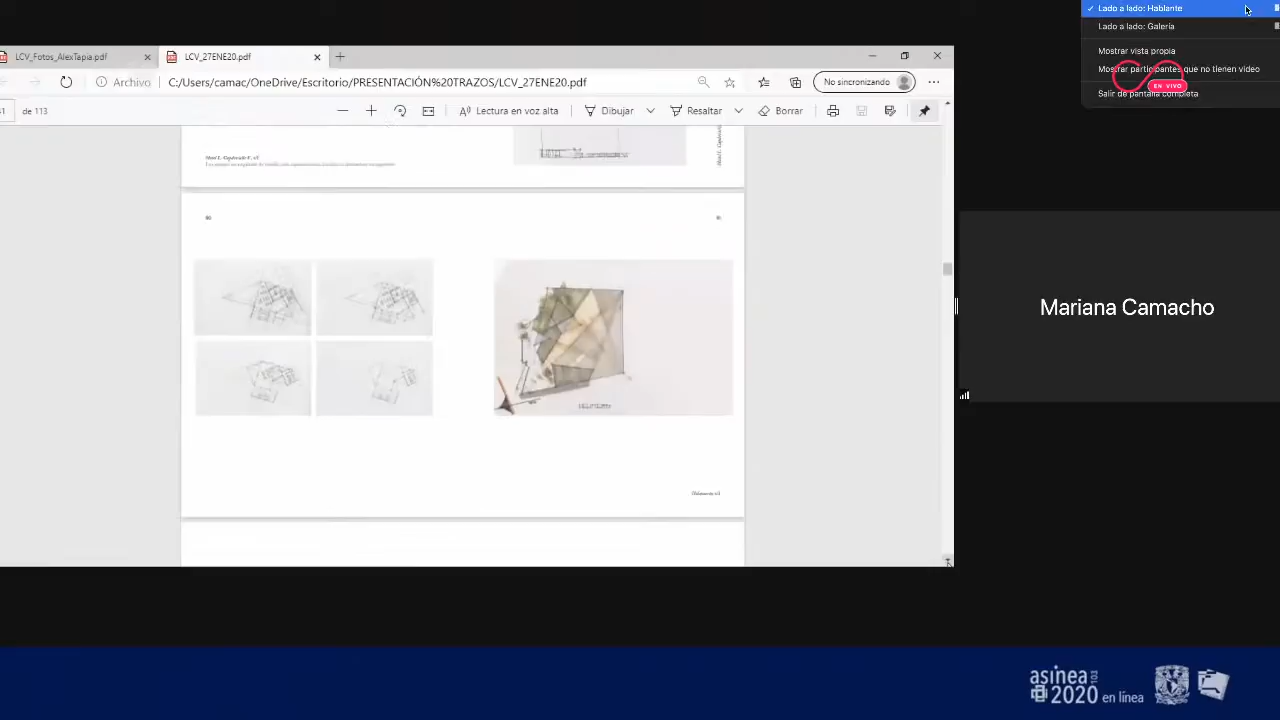 ✓ Lado a lado: Hablante
Lado a lado: Galería
Mostrar vista propia
Mostrar participantes que no tienen video
EN VIVO
Salir de pantalla completa
LCV_Fotos_AlexTapia.pdf
LCV_27ENE20.pdf
Archivo
C:/Users/camac/OneDrive/Escritorio/PRESENTACIÓN%20TRAZOS/LCV_27ENE20.pdf
No sincronizando
de 113
Lectura en voz alta
Dibujar
Resaltar
Borrar
Mariana Camacho
asinea 103
2020 en línea